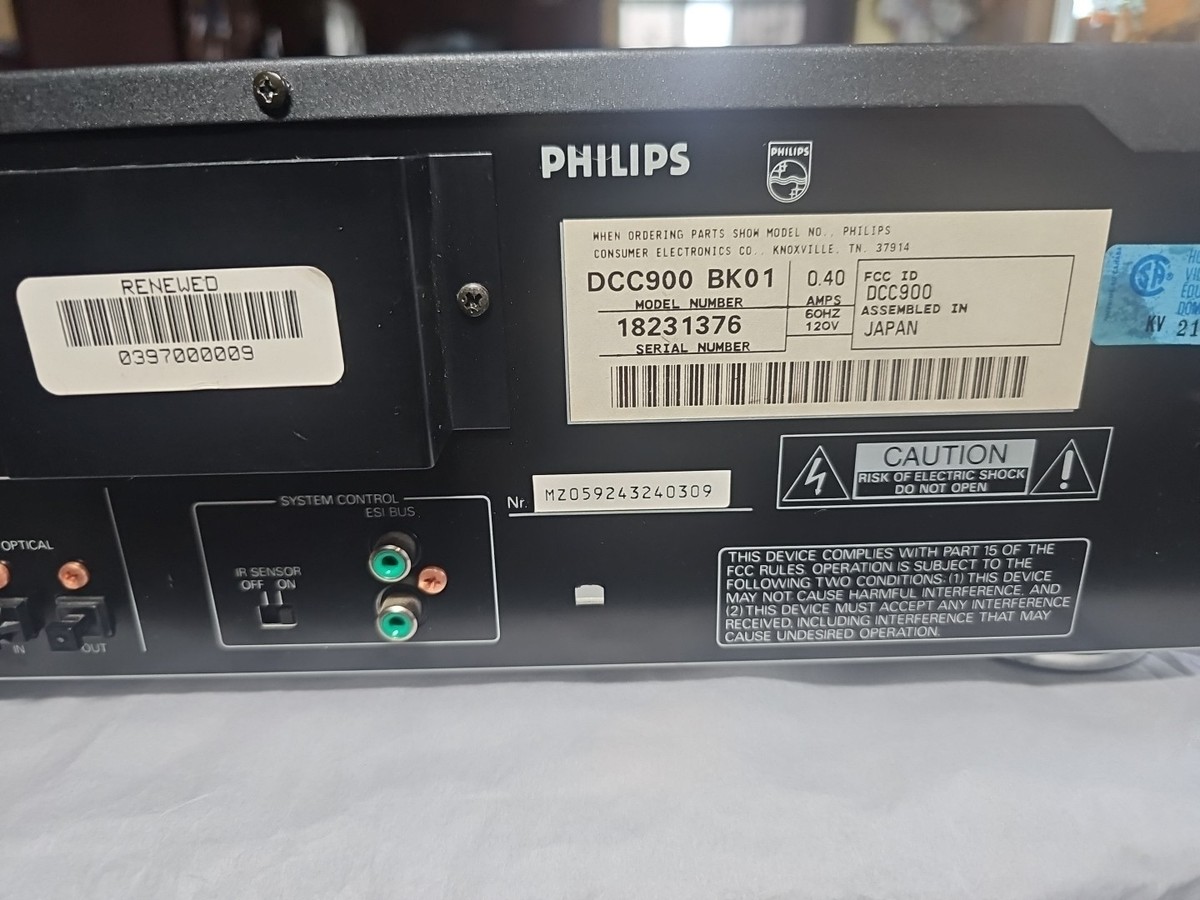 PHILIPS
PHILIPS
WHEN ORDERING PARTS SHOW MODEL NO., PHILIPS
CONSUMER ELECTRONICS CO., KNOXVILLE, TN. 37914
DCC900 BK01
MODEL NUMBER
18231376
SERIAL NUMBER
0.40
AMPS
60HZ
120V
FCC ID
DCC900
ASSEMBLED IN
JAPAN
KV 21
RENEWED
0397000009
CAUTION
RISK OF ELECTRIC SHOCK
DO NOT OPEN
Nr. MZ059243240309
SYSTEM CONTROL
ESI BUS
IR SENSOR
OFF ON
OPTICAL
IN OUT
THIS DEVICE COMPLIES WITH PART 15 OF THE
FCC RULES. OPERATION IS SUBJECT TO THE
FOLLOWING TWO CONDITIONS: (1) THIS DEVICE
MAY NOT CAUSE HARMFUL INTERFERENCE, AND
(2) THIS DEVICE MUST ACCEPT ANY INTERFERENCE
RECEIVED, INCLUDING INTERFERENCE THAT MAY
CAUSE UNDESIRED OPERATION.